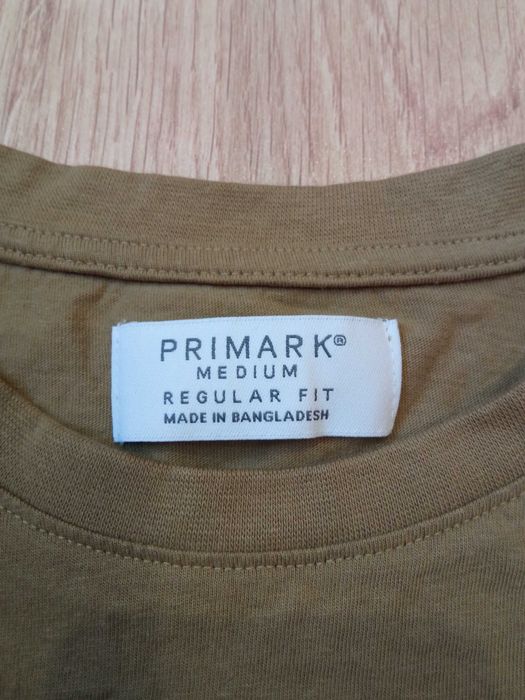 PRIMARK®
MEDIUM
REGULAR FIT
MADE IN BANGLADESH